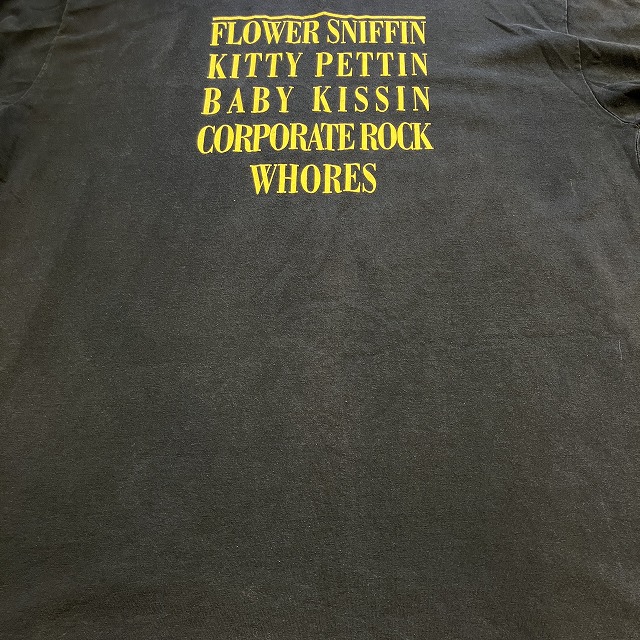 FLOWER SNIFFIN
KITTY PETTIN
BABY KISSIN
CORPORATE ROCK
WHORES